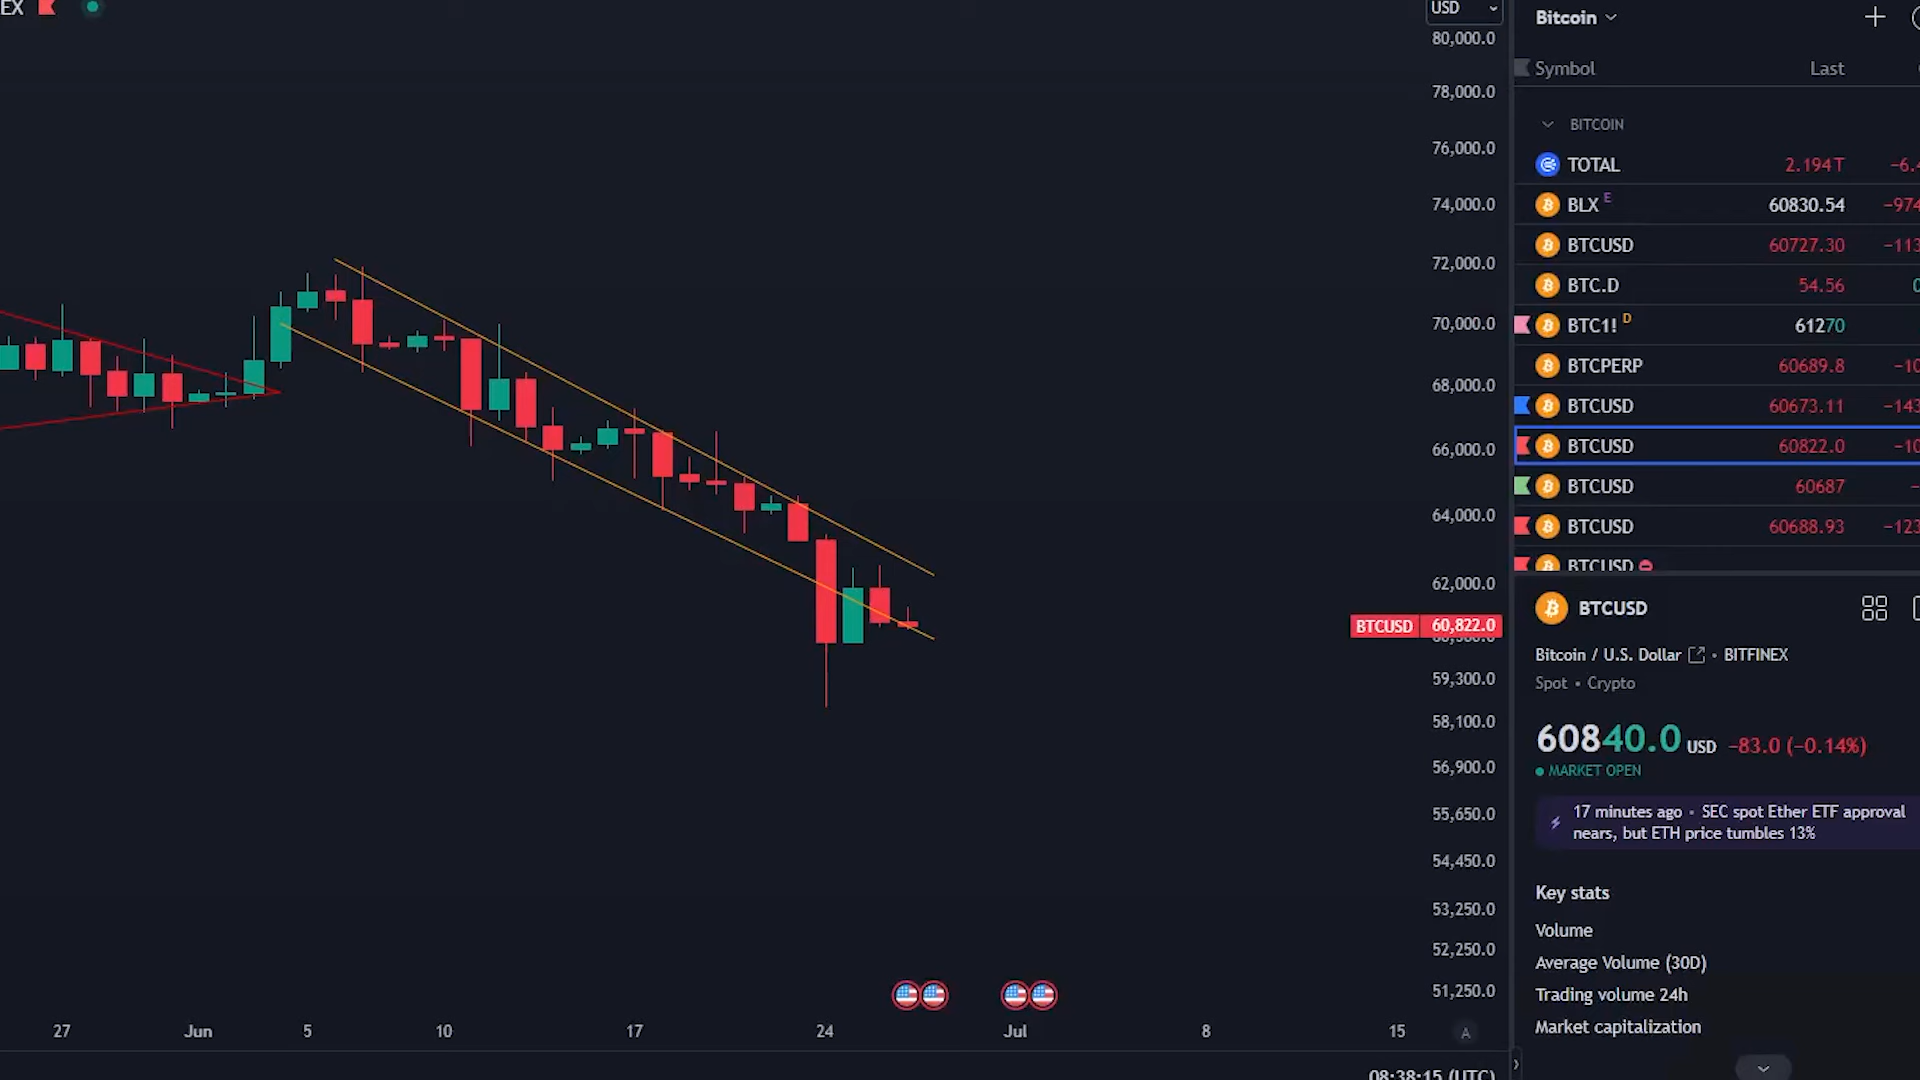 EX
USD
80,000.0
78,000.0
76,000.0
74,000.0
72,000.0
70,000.0
68,000.0
66,000.0
64,000.0
62,000.0
BTCUSD 60,822.0
59,300.0
58,100.0
56,900.0
55,650.0
54,450.0
53,250.0
52,250.0
51,250.0
27 Jun 5 10 17 24 Jul 8 15 A
08:38:15 (UTC)
Bitcoin
Symbol Last
BITCOIN
TOTAL 2.194T −6.4
BLX E 60830.54 −974
BTCUSD 60727.30 −113
BTC.D 54.56 0
BTC1! D 61270
BTCPERP 60689.8 −10
BTCUSD 60673.11 −143
BTCUSD 60822.0 −10
BTCUSD 60687 −
BTCUSD 60688.93 −123
BTCUSD
BTCUSD
Bitcoin / U.S. Dollar • BITFINEX
Spot • Crypto
60840.0 USD −83.0 (−0.14%)
MARKET OPEN
17 minutes ago • SEC spot Ether ETF approval
nears, but ETH price tumbles 13%
Key stats
Volume
Average Volume (30D)
Trading volume 24h
Market capitalization